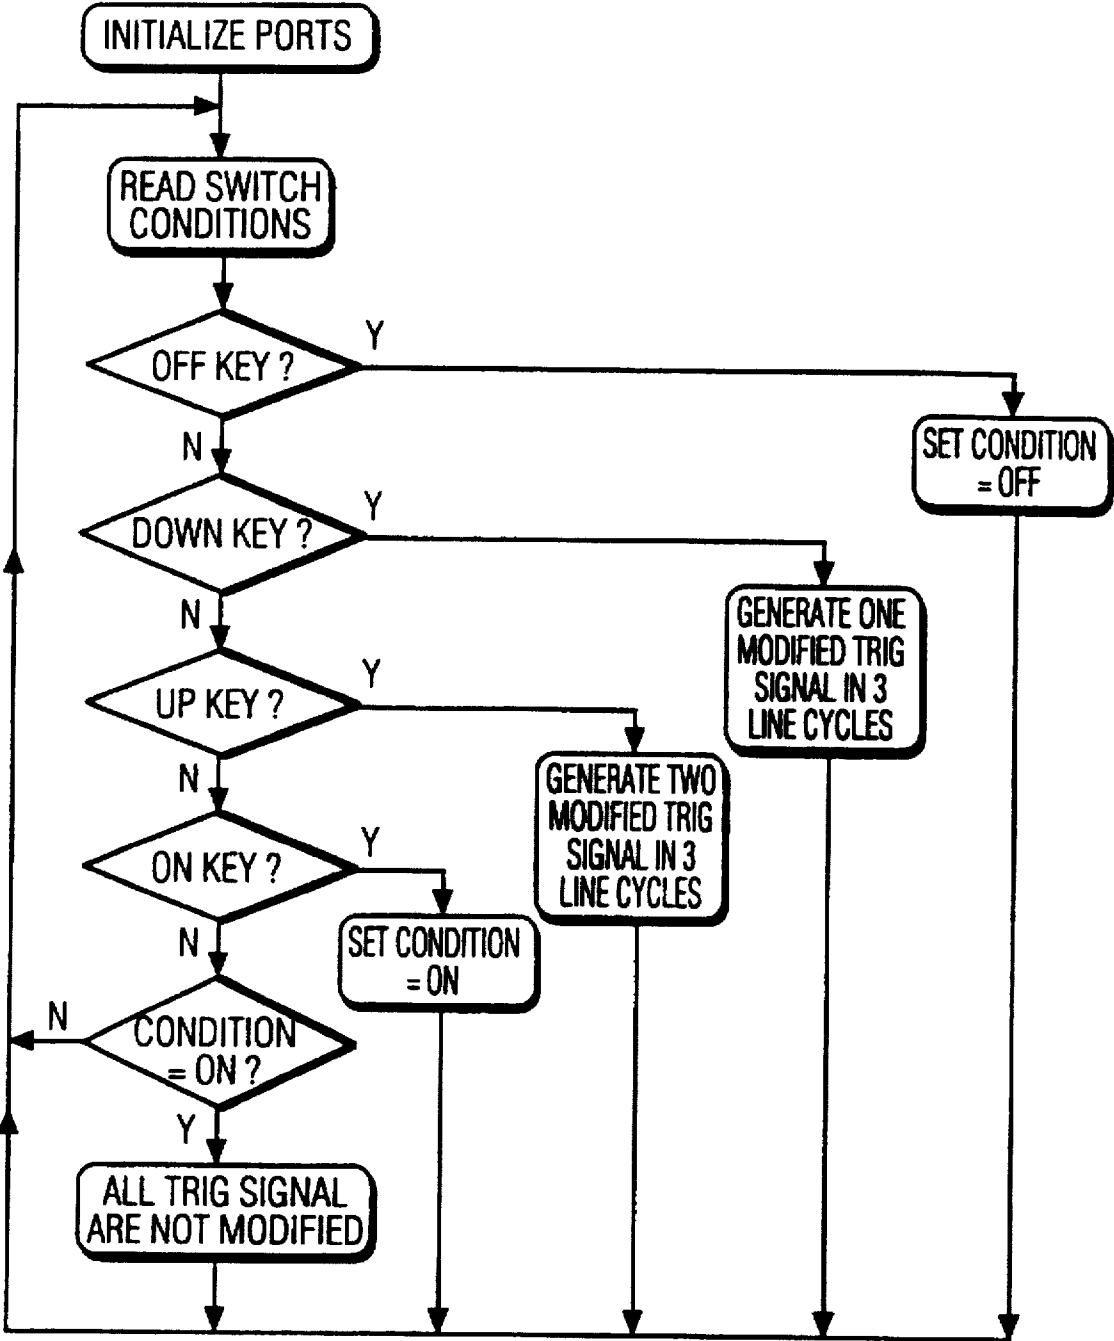 INITIALIZE PORTS
READ SWITCH
CONDITIONS
OFF KEY ?
Y
N
SET CONDITION
= OFF
DOWN KEY ?
Y
N
GENERATE ONE
MODIFIED TRIG
SIGNAL IN 3
LINE CYCLES
UP KEY ?
Y
N
GENERATE TWO
MODIFIED TRIG
SIGNAL IN 3
LINE CYCLES
ON KEY ?
Y
N
SET CONDITION
= ON
CONDITION
= ON ?
N
Y
ALL TRIG SIGNAL
ARE NOT MODIFIED